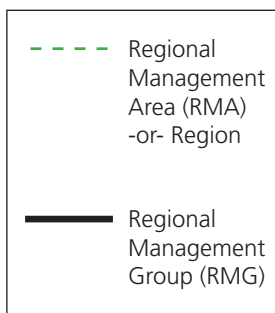 Regional
Management
Area (RMA)
-or- Region
Regional
Management
Group (RMG)